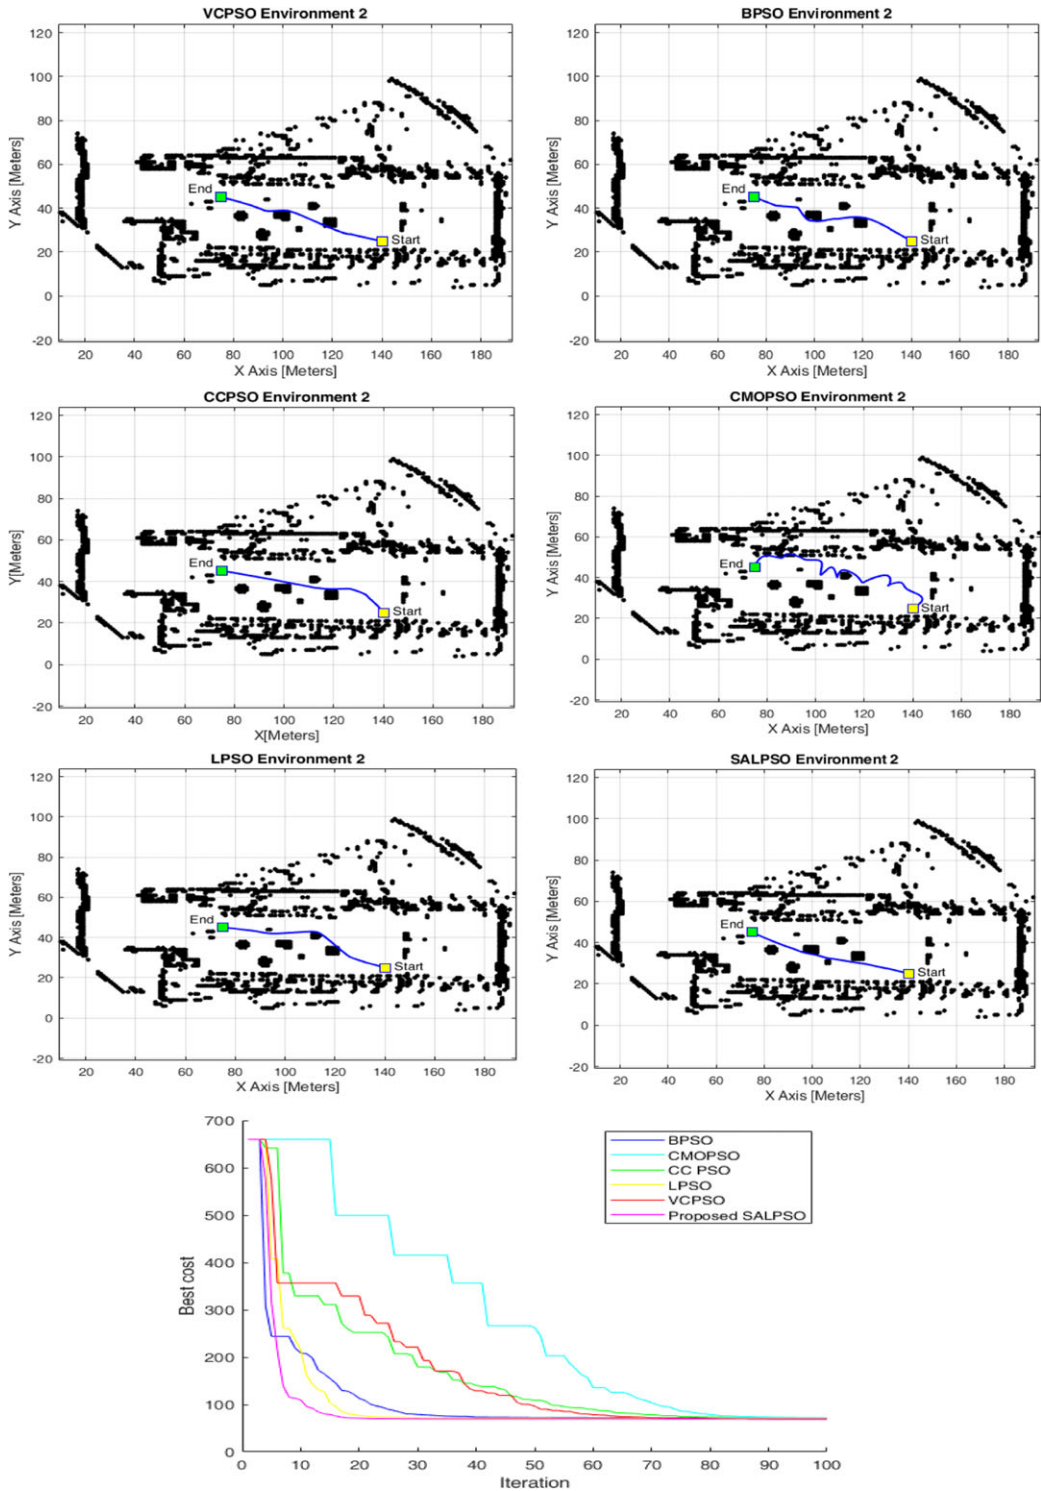 VCPSO Environment 2
120
100
80
60
40
20
0
-20
Y Axis [Meters]
End
Start
20 40 60 80 100 120 140 160 180
X Axis [Meters]
BPSO Environment 2
120
100
80
60
40
20
0
-20
Y Axis [Meters]
End
Start
20 40 60 80 100 120 140 160 180
X Axis [Meters]
CCPSO Environment 2
120
100
80
60
40
20
0
-20
Y[Meters]
End
Start
20 40 60 80 100 120 140 160 180
X[Meters]
CMOPSO Environment 2
120
100
80
60
40
20
0
-20
Y Axis [Meters]
End
Start
20 40 60 80 100 120 140 160 180
X Axis [Meters]
LPSO Environment 2
120
100
80
60
40
20
0
-20
Y Axis [Meters]
End
Start
20 40 60 80 100 120 140 160 180
X Axis [Meters]
SALPSO Environment 2
120
100
80
60
40
20
0
-20
Y Axis [Meters]
End
Start
20 40 60 80 100 120 140 160 180
X Axis [Meters]
700
600
500
400
300
200
100
0
Best cost
BPSO
CMOPSO
CC PSO
LPSO
VCPSO
Proposed SALPSO
0 10 20 30 40 50 60 70 80 90 100
Iteration